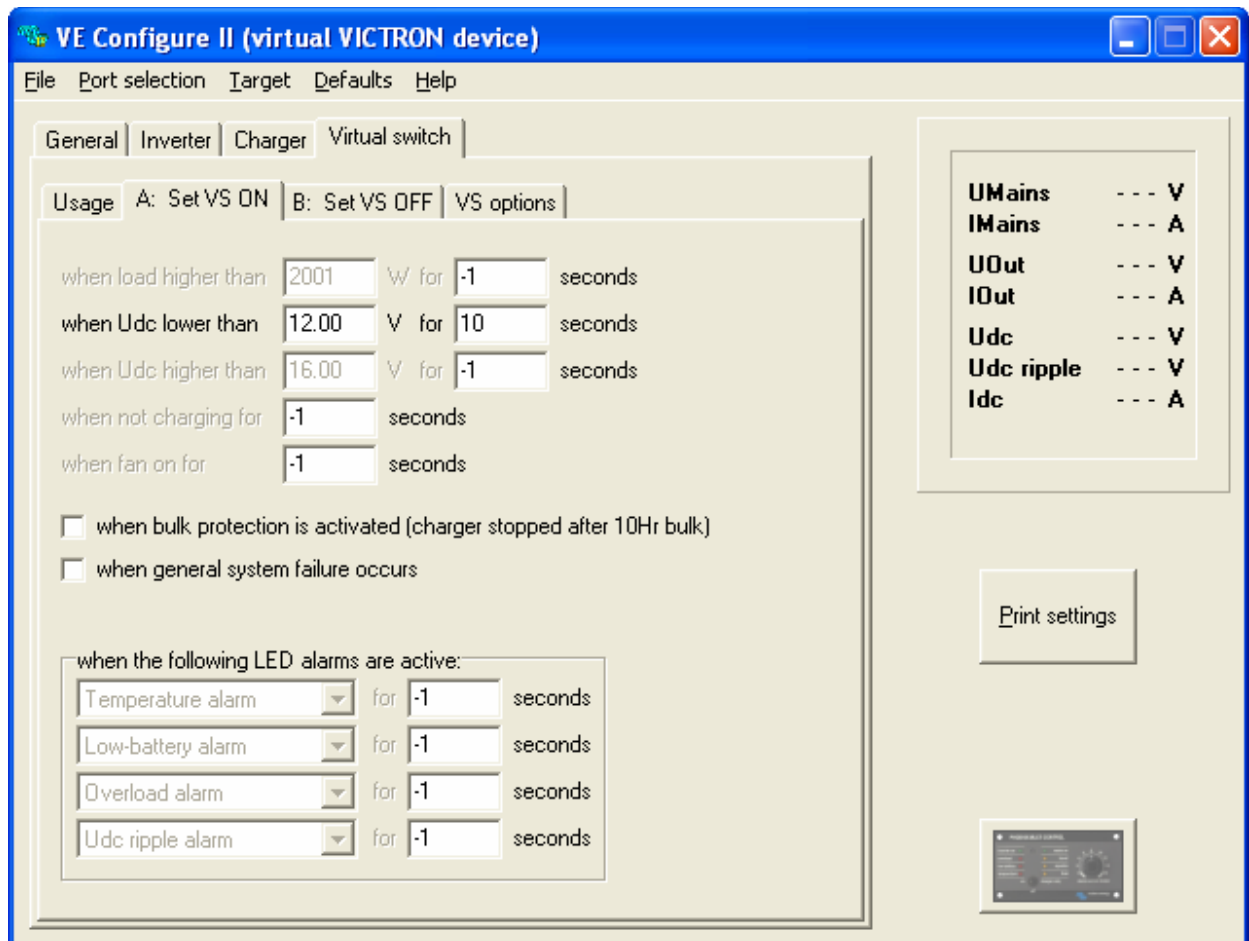 VE Configure II (virtual VICTRON device)
File Port selection Target Defaults Help
General Inverter Charger Virtual switch
Usage A: Set VS ON B: Set VS OFF VS options
when load higher than 2001 W for -1 seconds
when Udc lower than 12.00 V for 10 seconds
when Udc higher than 16.00 V for -1 seconds
when not charging for -1 seconds
when fan on for -1 seconds
when bulk protection is activated (charger stopped after 10Hr bulk)
when general system failure occurs
when the following LED alarms are active:
Temperature alarm for -1 seconds
Low-battery alarm for -1 seconds
Overload alarm for -1 seconds
Udc ripple alarm for -1 seconds
UMains --- V
IMains --- A
UOut --- V
IOut --- A
Udc --- V
Udc ripple --- V
Idc --- A
Print settings